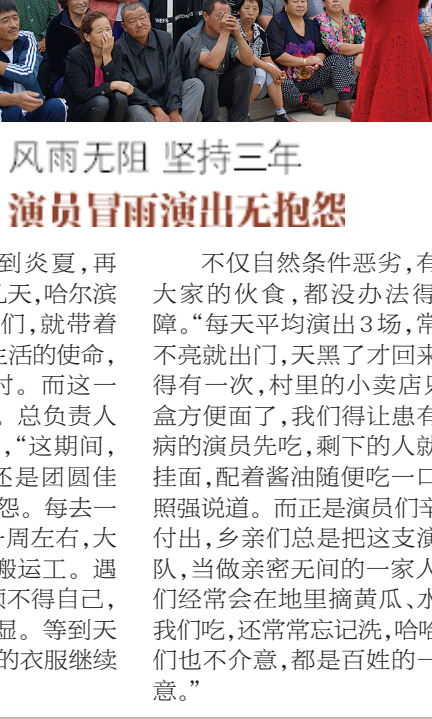 风雨无阻 坚持三年
演员冒雨演出无抱怨
到炎夏，再
天，哈尔滨
们，就带着
生活的使命，
村。而这一
。总负责人
，“这期间，
还是团圆佳
怨。每去一
一周左右，大
搬运工。遇
顾不得自己，
湿。等到天
的衣服继续
不仅自然条件恶劣，有
大家的伙食，都没办法得
障。“每天平均演出3场，常
不亮就出门，天黑了才回来
得有一次，村里的小卖店只
盒方便面了，我们得让患有
病的演员先吃，剩下的人就
挂面，配着酱油随便吃一口
照强说道。而正是演员们辛
付出，乡亲们总是把这支演
队，当做亲密无间的一家人
们经常会在地里摘黄瓜、水
我们吃，还常常忘记洗，哈哈
们也不介意，都是百姓的一
意。”